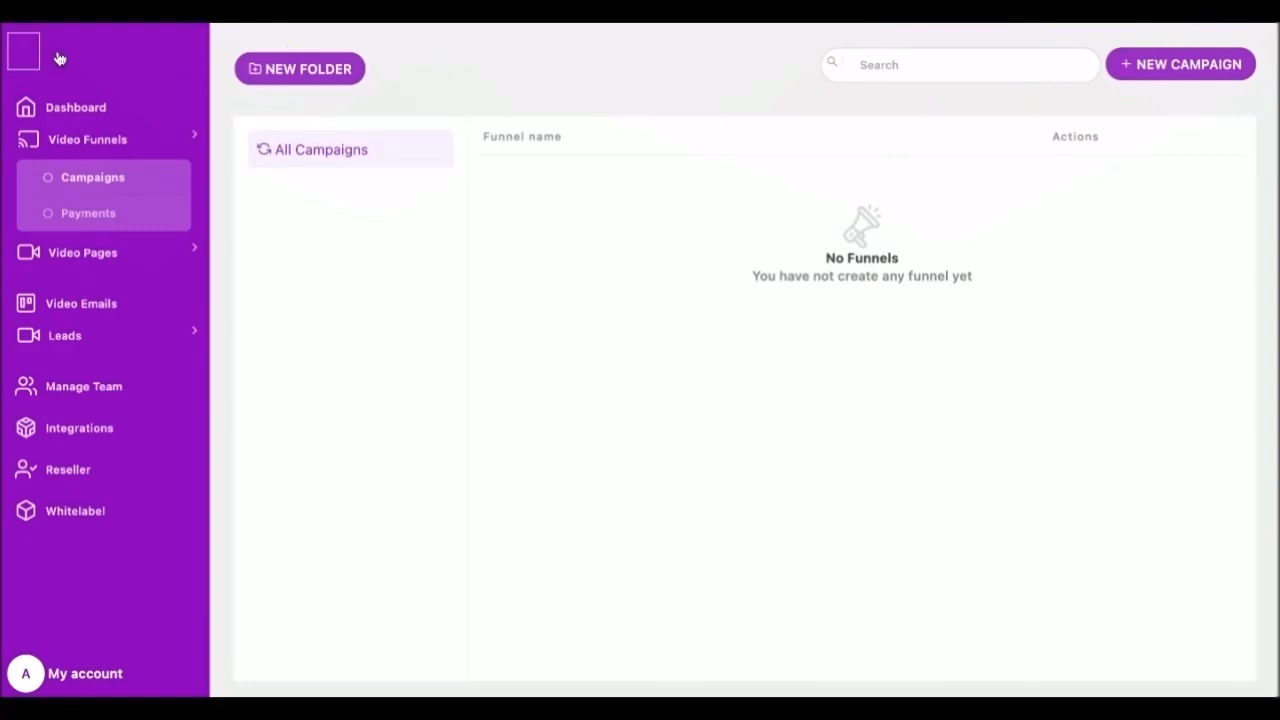 Dashboard
Video Funnels
Campaigns
Payments
Video Pages
Video Emails
Leads
Manage Team
Integrations
Reseller
Whitelabel
A My account
NEW FOLDER
Search
+ NEW CAMPAIGN
All Campaigns
Funnel name Actions
No Funnels
You have not create any funnel yet